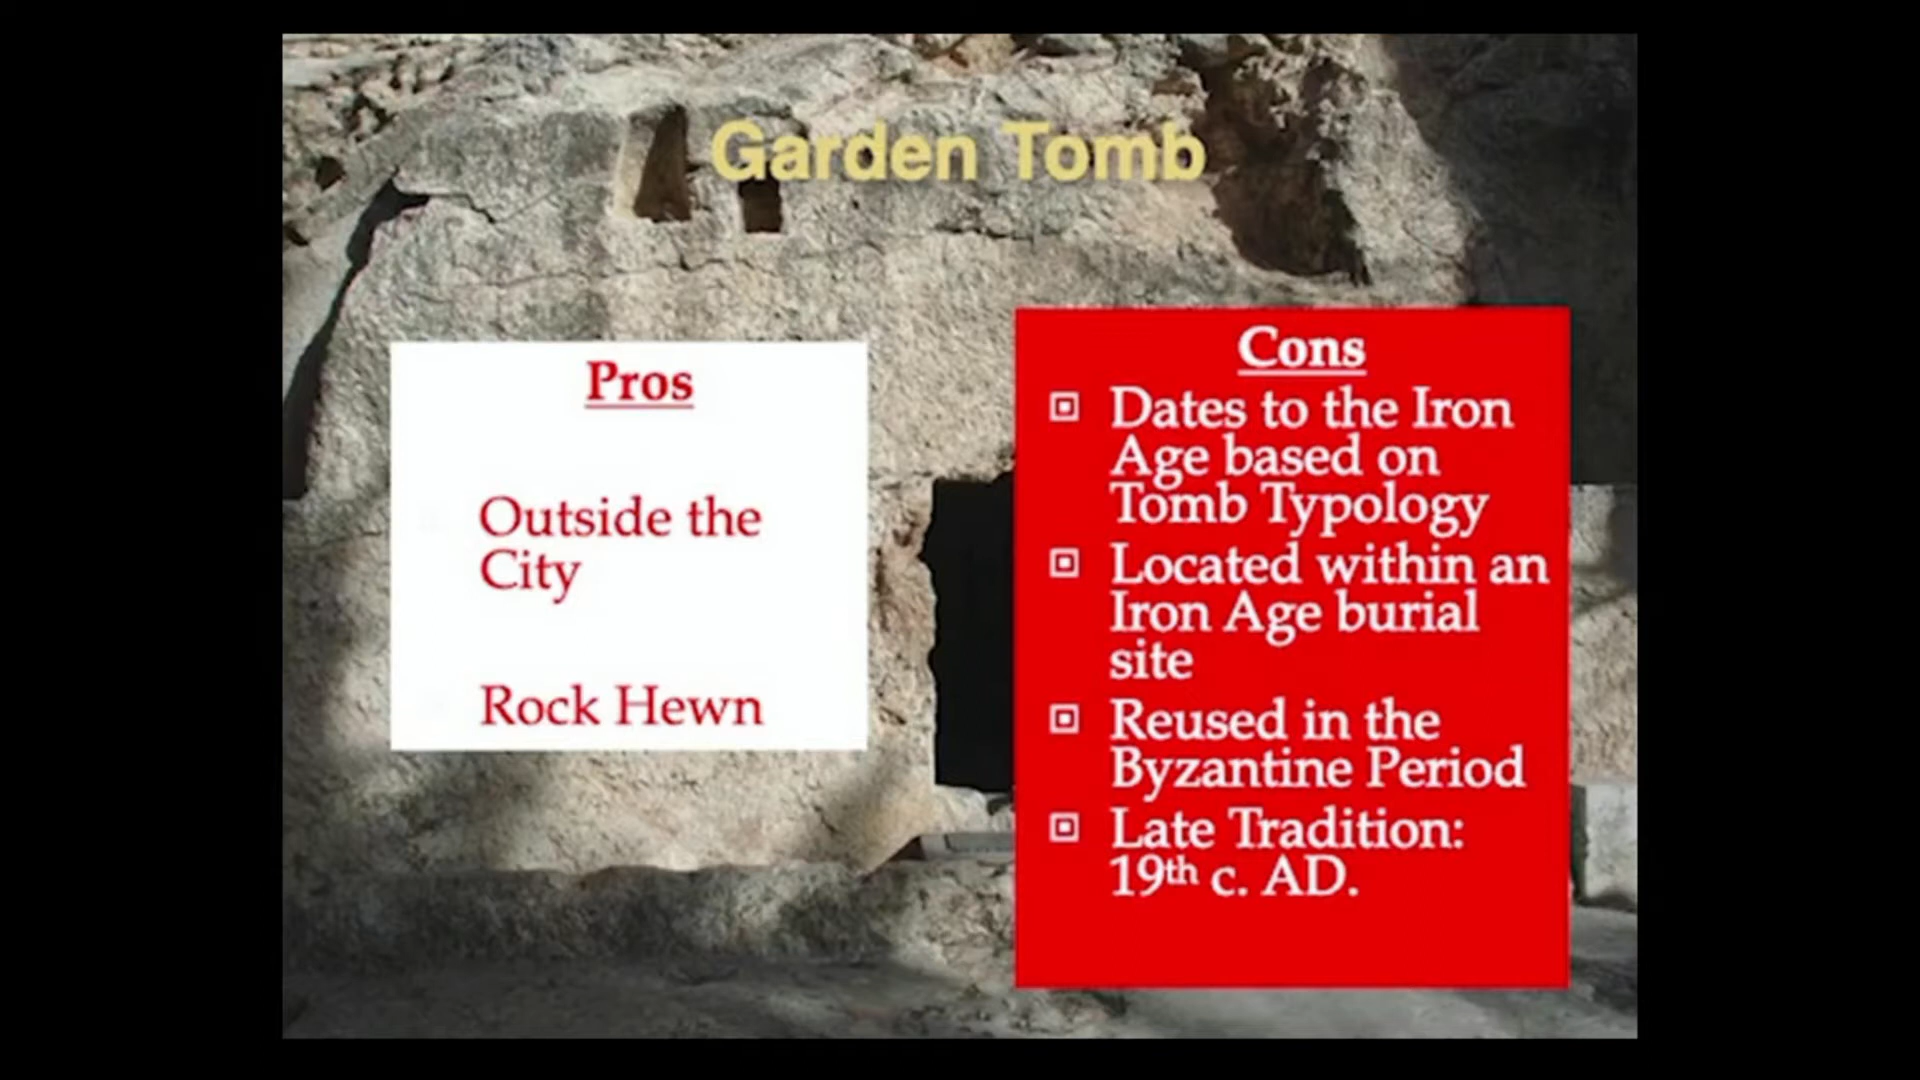 Garden Tomb
Pros
Outside the
City
Rock Hewn
Cons
Dates to the Iron
Age based on
Tomb Typology
Located within an
Iron Age burial
site
Reused in the
Byzantine Period
Late Tradition:
19th c. AD.